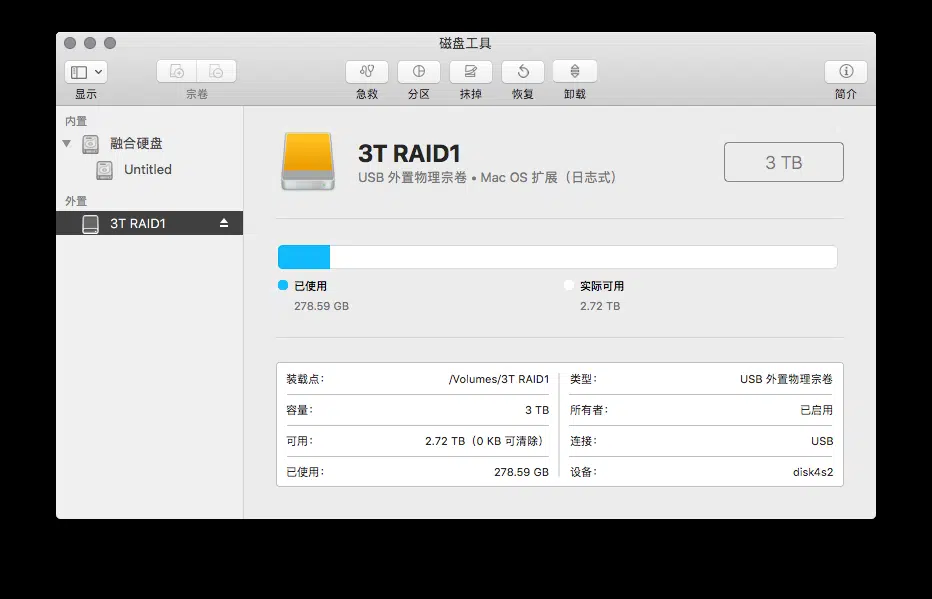 磁盘工具
显示
宗卷
急救
分区
抹掉
恢复
卸载
简介
内置
融合硬盘
Untitled
外置
3T RAID1
3T RAID1
USB 外置物理宗卷 • Mac OS 扩展（日志式）
3 TB
已使用
278.59 GB
实际可用
2.72 TB
装载点： /Volumes/3T RAID1
容量： 3 TB
可用： 2.72 TB（0 KB 可清除）
已使用： 278.59 GB
类型： USB 外置物理宗卷
所有者： 已启用
连接： USB
设备： disk4s2